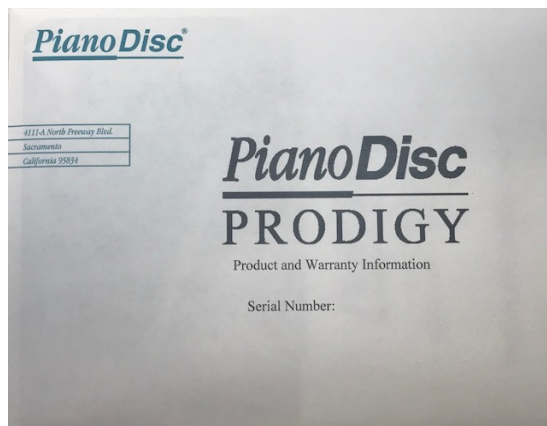 PianoDisc®
4111-A North Freeway Blvd.
Sacramento
California 95834
PianoDisc
PRODIGY
Product and Warranty Information
Serial Number: